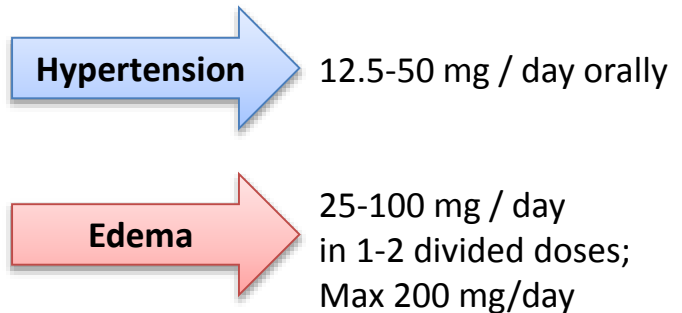 Hypertension
12.5-50 mg / day orally
Edema
25-100 mg / day
in 1-2 divided doses;
Max 200 mg/day